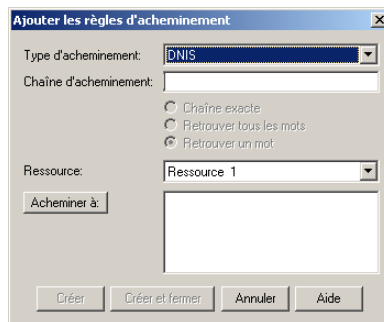 Ajouter les règles d'acheminement
Type d'acheminement: DNIS
Chaîne d'acheminement:
Chaîne exacte
Retrouver tous les mots
Retrouver un mot
Ressource: Ressource 1
Acheminer à:
Créer Créer et fermer Annuler Aide